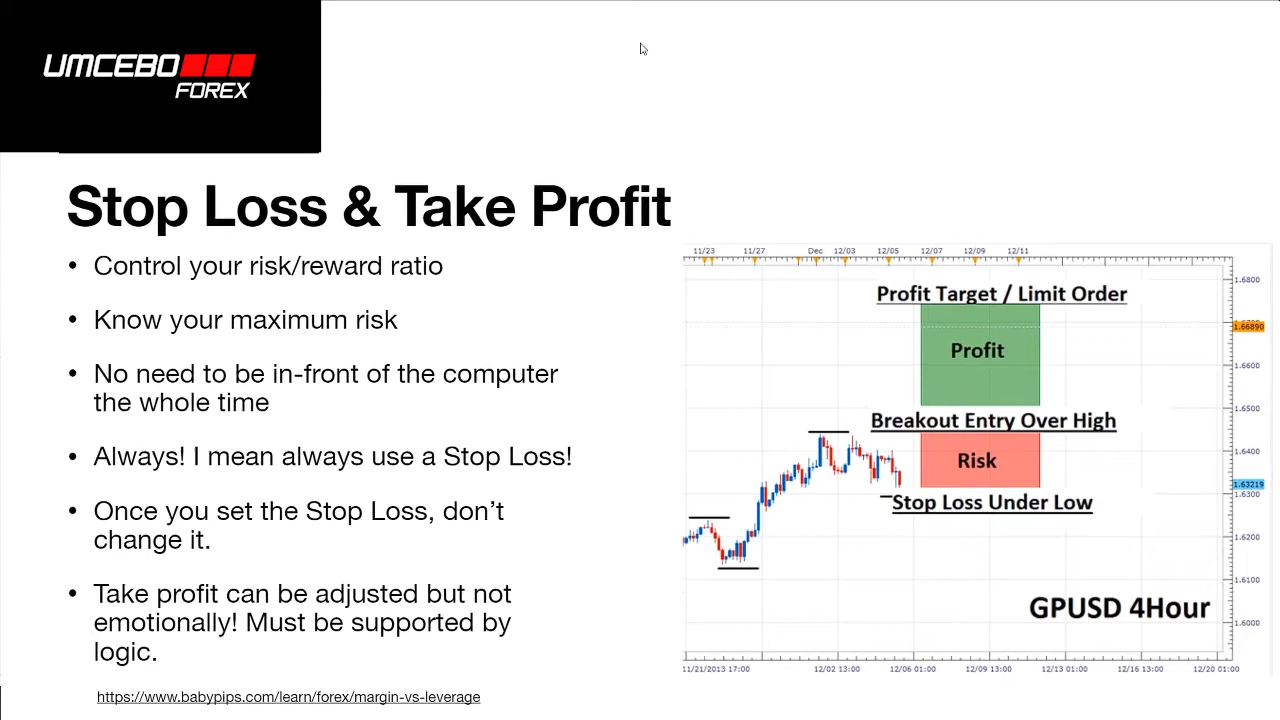 UMCEBO
FOREX
Stop Loss & Take Profit
• Control your risk/reward ratio
• Know your maximum risk
• No need to be in-front of the computer
the whole time
• Always! I mean always use a Stop Loss!
• Once you set the Stop Loss, don’t
change it.
• Take profit can be adjusted but not
emotionally! Must be supported by
logic.
https://www.babypips.com/learn/forex/margin-vs-leverage
11/23 11/27 Dec 12/03 12/05 12/07 12/09 12/11
Profit Target / Limit Order
Profit
Breakout Entry Over High
Risk
Stop Loss Under Low
GPUSD 4Hour
1.6800
1.66890
1.6600
1.6500
1.6400
1.63219
1.6300
1.6200
1.6100
1.6000
11/21/2013 17:00 12/02 13:00 12/06 01:00 12/09 13:00 12/13 01:00 12/16 13:00 12/20 01:00